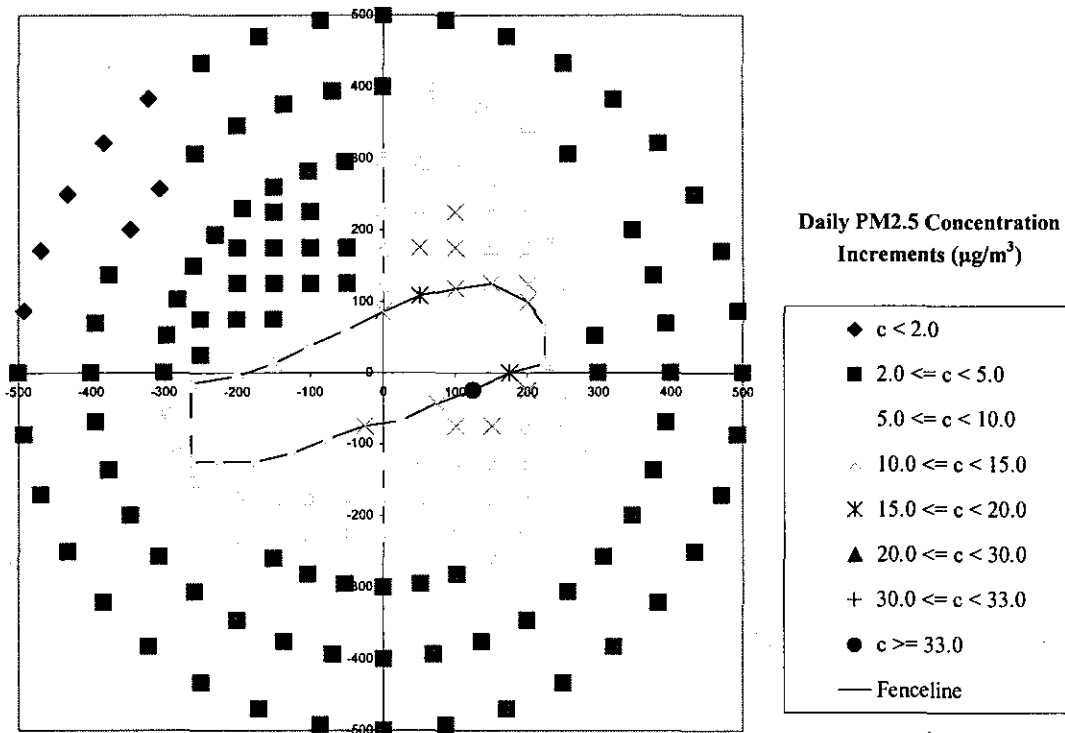 500
400
300
200
100
0
-500 -400 -300 -200 -100 0 100 200 300 400 500
-100
-200
-300
-400
-500
Daily PM2.5 Concentration
Increments (µg/m³)
c < 2.0
2.0 <= c < 5.0
5.0 <= c < 10.0
10.0 <= c < 15.0
15.0 <= c < 20.0
20.0 <= c < 30.0
30.0 <= c < 33.0
c >= 33.0
Fenceline